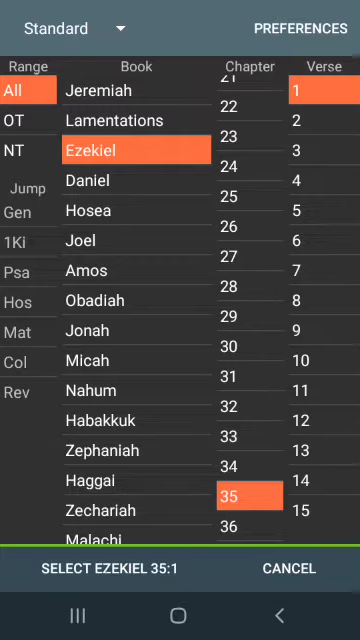 Standard PREFERENCES
Range Book Chapter Verse
All Jeremiah 21 1
OT Lamentations 22 2
NT Ezekiel 23 3
Jump Daniel 24 4
Gen Hosea 25 5
1Ki Joel 26 6
Psa Amos 27 7
Hos Obadiah 28 8
Mat Jonah 29 9
Col Micah 30 10
Rev Nahum 31 11
Habakkuk 32 12
Zephaniah 33 13
Haggai 34 14
Zechariah 35 15
Malachi 36
SELECT EZEKIEL 35:1 CANCEL